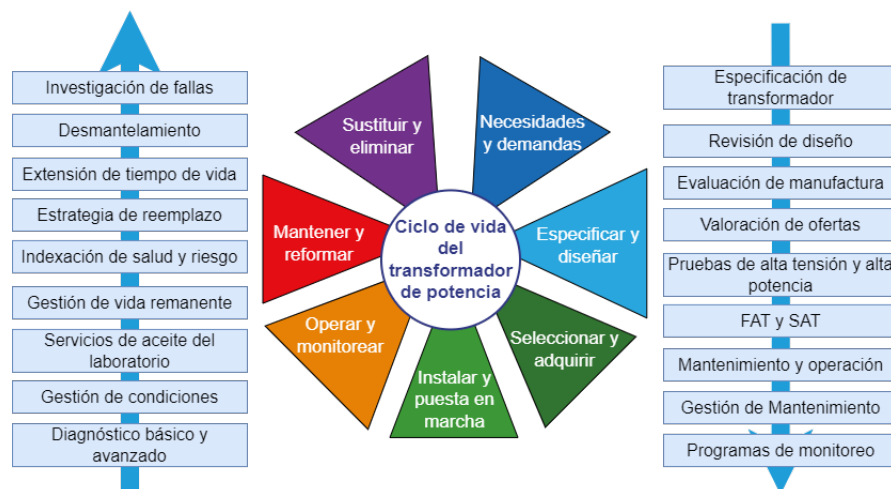 Investigación de fallas
Desmantelamiento
Extensión de tiempo de vida
Estrategia de reemplazo
Indexación de salud y riesgo
Gestión de vida remanente
Servicios de aceite del
laboratorio
Gestión de condiciones
Diagnóstico básico y
avanzado
Sustituir y
eliminar
Necesidades
y demandas
Mantener y
reformar
Ciclo de vida
del
transformador
de potencia
Especificar y
diseñar
Operar y
monitorear
Seleccionar y
adquirir
Instalar y
puesta en
marcha
Especificación de
transformador
Revisión de diseño
Evaluación de manufactura
Valoración de ofertas
Pruebas de alta tensión y alta
potencia
FAT y SAT
Mantenimiento y operación
Gestión de Mantenimiento
Programas de monitoreo